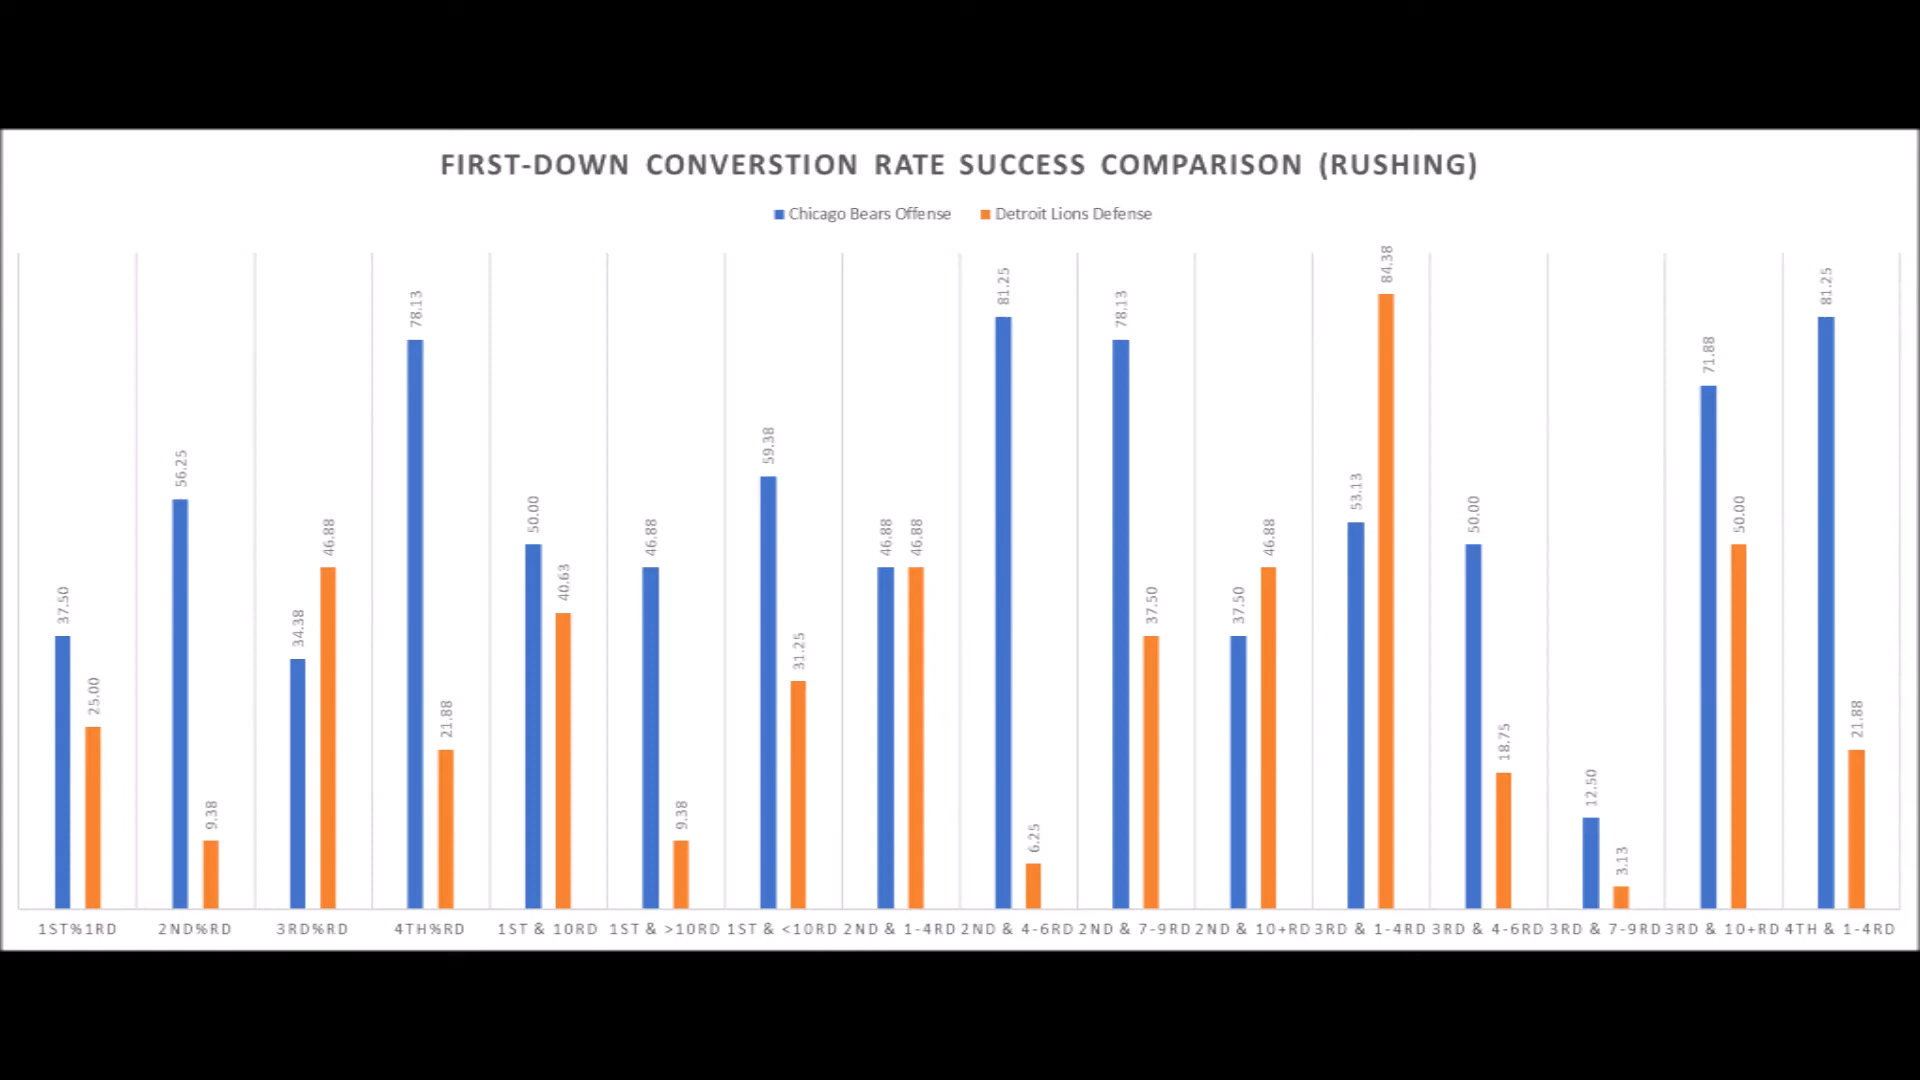 FIRST-DOWN CONVERSTION RATE SUCCESS COMPARISON (RUSHING)
Chicago Bears Offense Detroit Lions Defense
37.50 25.00 56.25 9.38 34.38 46.88 78.13 21.88 50.00 40.63 46.88 9.38 59.38 31.25 46.88 46.88 81.25 6.25 78.13 37.50 37.50 46.88 53.13 84.38 50.00 18.75 12.50 3.13 71.88 50.00 81.25 21.88
1ST%1RD 2ND%RD 3RD%RD 4TH%RD 1ST & 10RD 1ST & >10RD 1ST & <10RD 2ND & 1-4RD 2ND & 4-6RD 2ND & 7-9RD 2ND & 10+RD 3RD & 1-4RD 3RD & 4-6RD 3RD & 7-9RD 3RD & 10+RD 4TH & 1-4RD